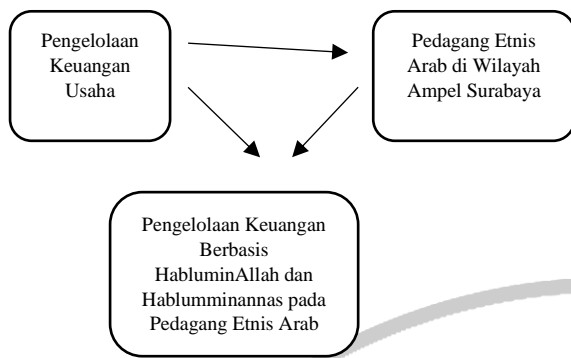 Pengelolaan
Keuangan
Usaha
Pedagang Etnis
Arab di Wilayah
Ampel Surabaya
Pengelolaan Keuangan
Berbasis
HabluminAllah dan
Hablumminannas pada
Pedagang Etnis Arab